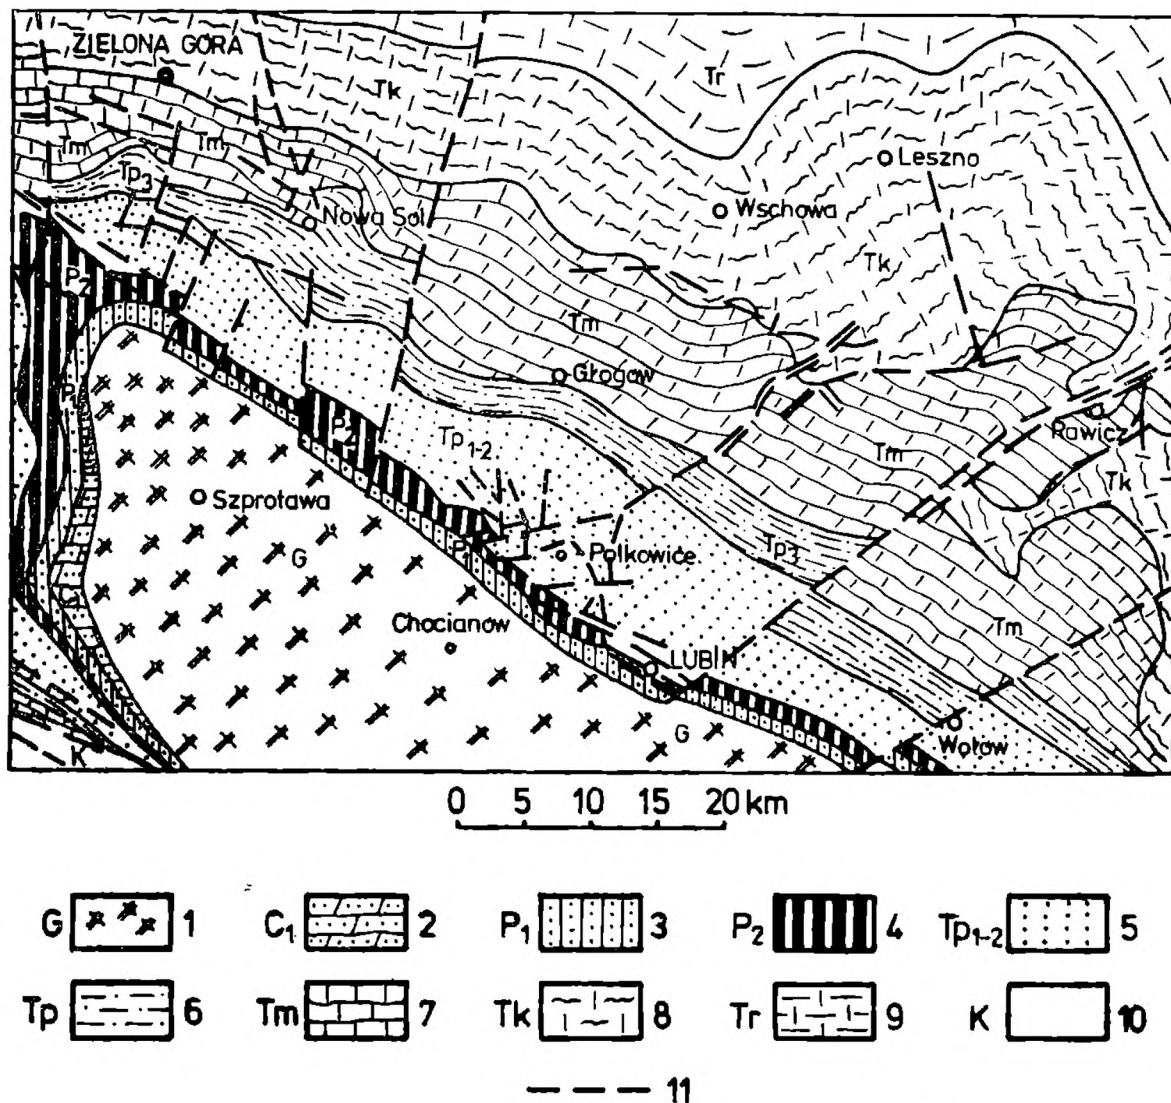 ZIELONA GÓRA
Tk
Tr
Tm
Tm
Leszno
Tp3
Nowa Sól
Wschowa
Tk
P2
Tm
Głogów
P1
Rawicz
P2
Tp1-2
Tm
Tk
Szprotawa
G
P1
Polkowice
Tp3
C1
Chocianów
Tm
LUBIN
G
Wołów
K
0 5 10 15 20 km
G 1 C1 2 P1 3 P2 4 Tp1-2 5
Tp 6 Tm 7 Tk 8 Tr 9 K 10
11